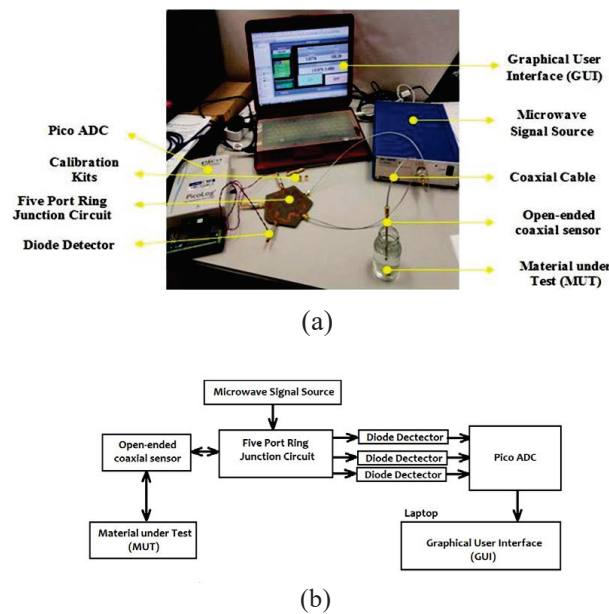 Graphical User
Interface (GUI)
Microwave
Signal Source
Pico ADC
Calibration
Kits
Coaxial Cable
Five Port Ring
Junction Circuit
Open-ended
coaxial sensor
Diode Detector
Material under
Test (MUT)
PicoLog
(a)
Microwave Signal Source
Open-ended
coaxial sensor
Five Port Ring
Junction Circuit
Diode Dectector
Diode Dectector
Diode Dectector
Pico ADC
Material under Test
(MUT)
Laptop
Graphical User Interface
(GUI)
(b)